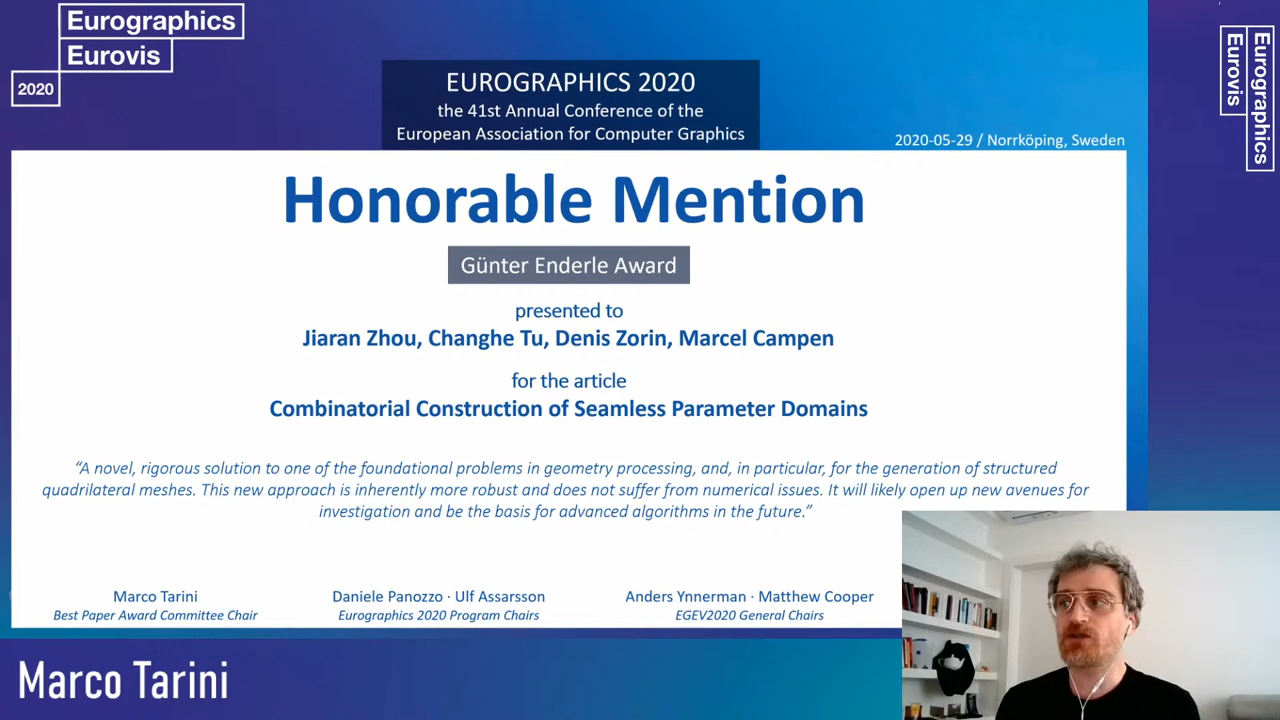 Eurographics
Eurovis
2020
EUROGRAPHICS 2020
the 41st Annual Conference of the
European Association for Computer Graphics
2020-05-29 / Norrköping, Sweden
Eurographics
Eurovis
Honorable Mention
Günter Enderle Award
presented to
Jiaran Zhou, Changhe Tu, Denis Zorin, Marcel Campen
for the article
Combinatorial Construction of Seamless Parameter Domains
“A novel, rigorous solution to one of the foundational problems in geometry processing, and, in particular, for the generation of structured
quadrilateral meshes. This new approach is inherently more robust and does not suffer from numerical issues. It will likely open up new avenues for
investigation and be the basis for advanced algorithms in the future.”
Marco Tarini
Best Paper Award Committee Chair
Daniele Panozzo · Ulf Assarsson
Eurographics 2020 Program Chairs
Anders Ynnerman · Matthew Cooper
EGEV2020 General Chairs
Marco Tarini